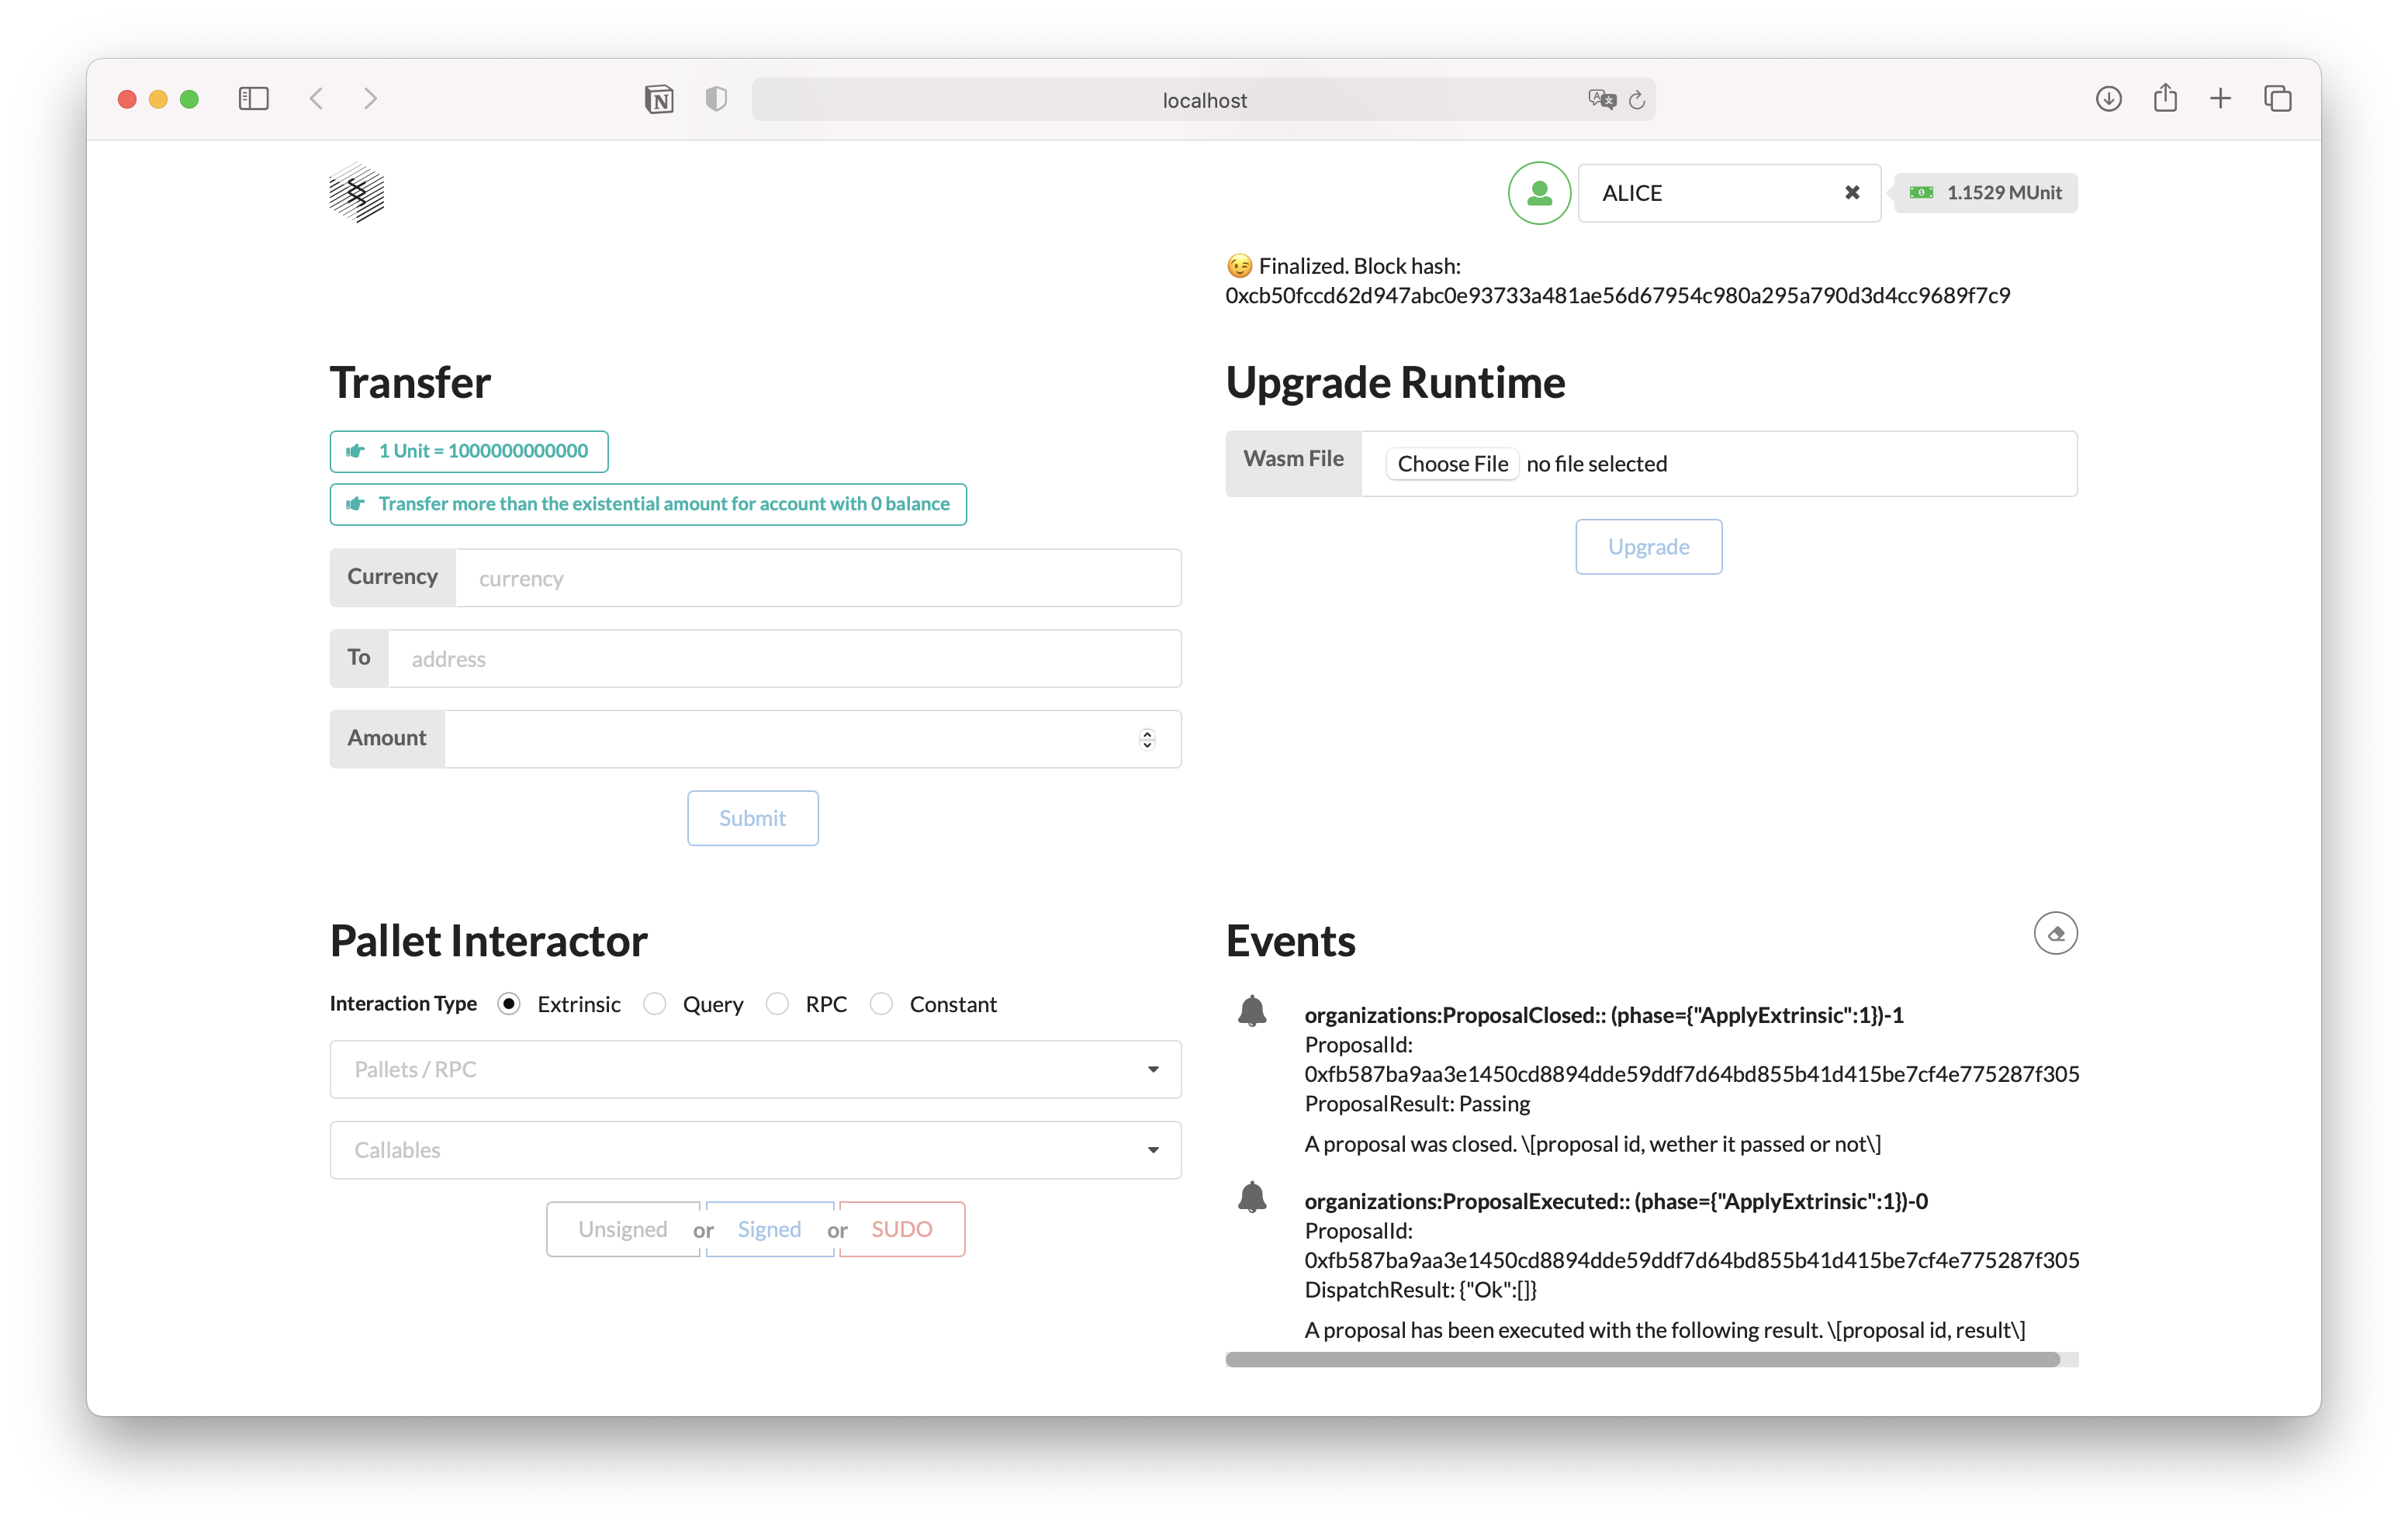 localhost
ALICE
1.1529 MUnit
😉 Finalized. Block hash:
0xcb50fccd62d947abc0e93733a481ae56d67954c980a295a790d3d4cc9689f7c9
Transfer
1 Unit = 1000000000000
Transfer more than the existential amount for account with 0 balance
Currency currency
To address
Amount
Submit
Upgrade Runtime
Wasm File Choose File no file selected
Upgrade
Pallet Interactor
Interaction Type Extrinsic Query RPC Constant
Pallets / RPC
Callables
Unsigned or Signed or SUDO
Events
organizations:ProposalClosed:: (phase={"ApplyExtrinsic":1})-1
ProposalId:
0xfb587ba9aa3e1450cd8894dde59ddf7d64bd855b41d415be7cf4e775287f305
ProposalResult: Passing
A proposal was closed. \[proposal id, wether it passed or not\]
organizations:ProposalExecuted:: (phase={"ApplyExtrinsic":1})-0
ProposalId:
0xfb587ba9aa3e1450cd8894dde59ddf7d64bd855b41d415be7cf4e775287f305
DispatchResult: {"Ok":[]}
A proposal has been executed with the following result. \[proposal id, result\]